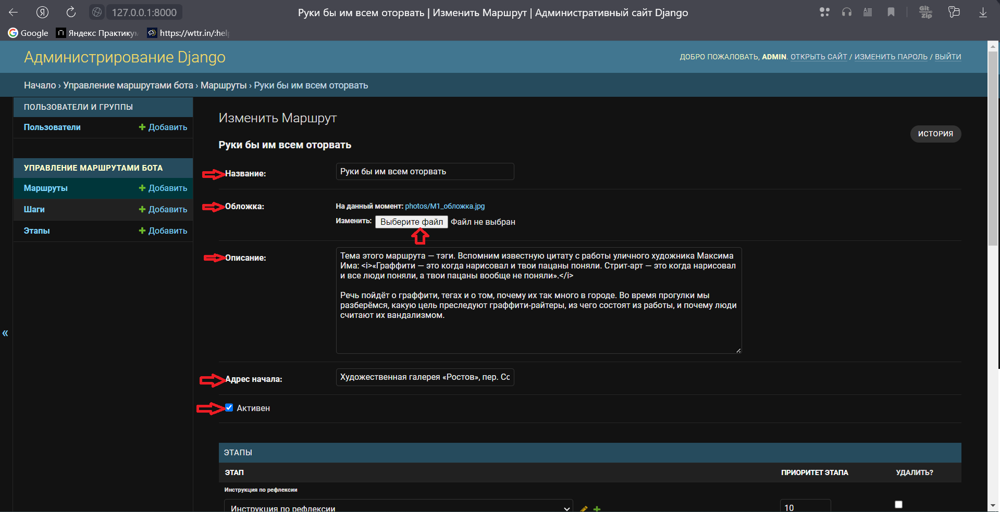 Я
127.0.0.1:8000
Руки бы им всем оторвать | Изменить Маршрут | Административный сайт Django
Git
Zip
Google
Яндекс Практикум
https://wttr.in/:help
Администрирование Django
ДОБРО ПОЖАЛОВАТЬ, ADMIN. ОТКРЫТЬ САЙТ / ИЗМЕНИТЬ ПАРОЛЬ / ВЫЙТИ
Начало › Управление маршрутами бота › Маршруты › Руки бы им всем оторвать
ПОЛЬЗОВАТЕЛИ И ГРУППЫ
Пользователи
Добавить
УПРАВЛЕНИЕ МАРШРУТАМИ БОТА
Маршруты
Добавить
Шаги
Добавить
Этапы
Добавить
«
Изменить Маршрут
ИСТОРИЯ
Руки бы им всем оторвать
Название:
Руки бы им всем оторвать
Обложка:
На данный момент: photos/М1_обложка.jpg
Изменить: Выберите файл Файл не выбран
Описание:
Тема этого маршрута — тэги. Вспомним известную цитату с работы уличного художника Максима
Има: <i>«Граффити — это когда нарисовал и твои пацаны поняли. Стрит-арт — это когда нарисовал
и все люди поняли, а твои пацаны вообще не поняли».</i>
Речь пойдёт о граффити, тегах и о том, почему их так много в городе. Во время прогулки мы
разберёмся, какую цель преследуют граффити-райтеры, из чего состоят из работы, и почему люди
считают их вандализмом.
Адрес начала:
Художественная галерея «Ростов», пер. Сс
Активен
ЭТАПЫ
ЭТАП
ПРИОРИТЕТ ЭТАПА
УДАЛИТЬ?
Инструкция по рефлексии
Инструкция по рефлексии
10